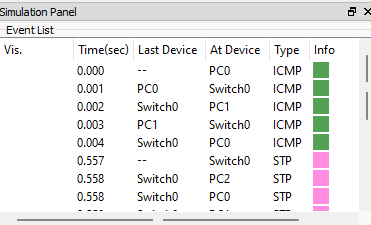 Simulation Panel
Event List
Vis. Time(sec) Last Device At Device Type Info
0.000 -- PC0 ICMP
0.001 PC0 Switch0 ICMP
0.002 Switch0 PC1 ICMP
0.003 PC1 Switch0 ICMP
0.004 Switch0 PC0 ICMP
0.557 -- Switch0 STP
0.558 Switch0 PC2 STP
0.558 Switch0 PC0 STP